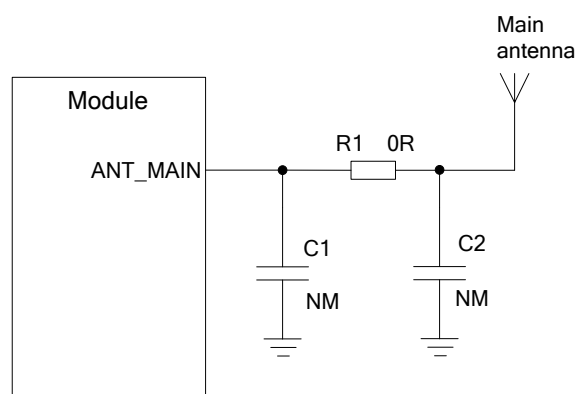 Main
antenna
Module
R1 0R
ANT_MAIN
C1
C2
NM
NM